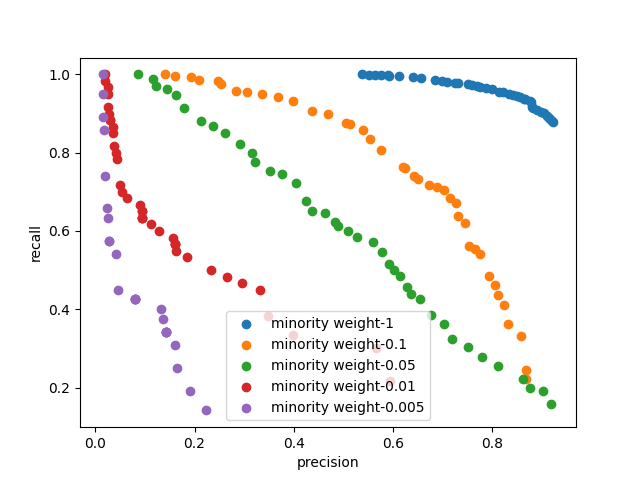 1.0
0.8
0.6
0.4
0.2
recall
minority weight-1
minority weight-0.1
minority weight-0.05
minority weight-0.01
minority weight-0.005
0.0 0.2 0.4 0.6 0.8
precision